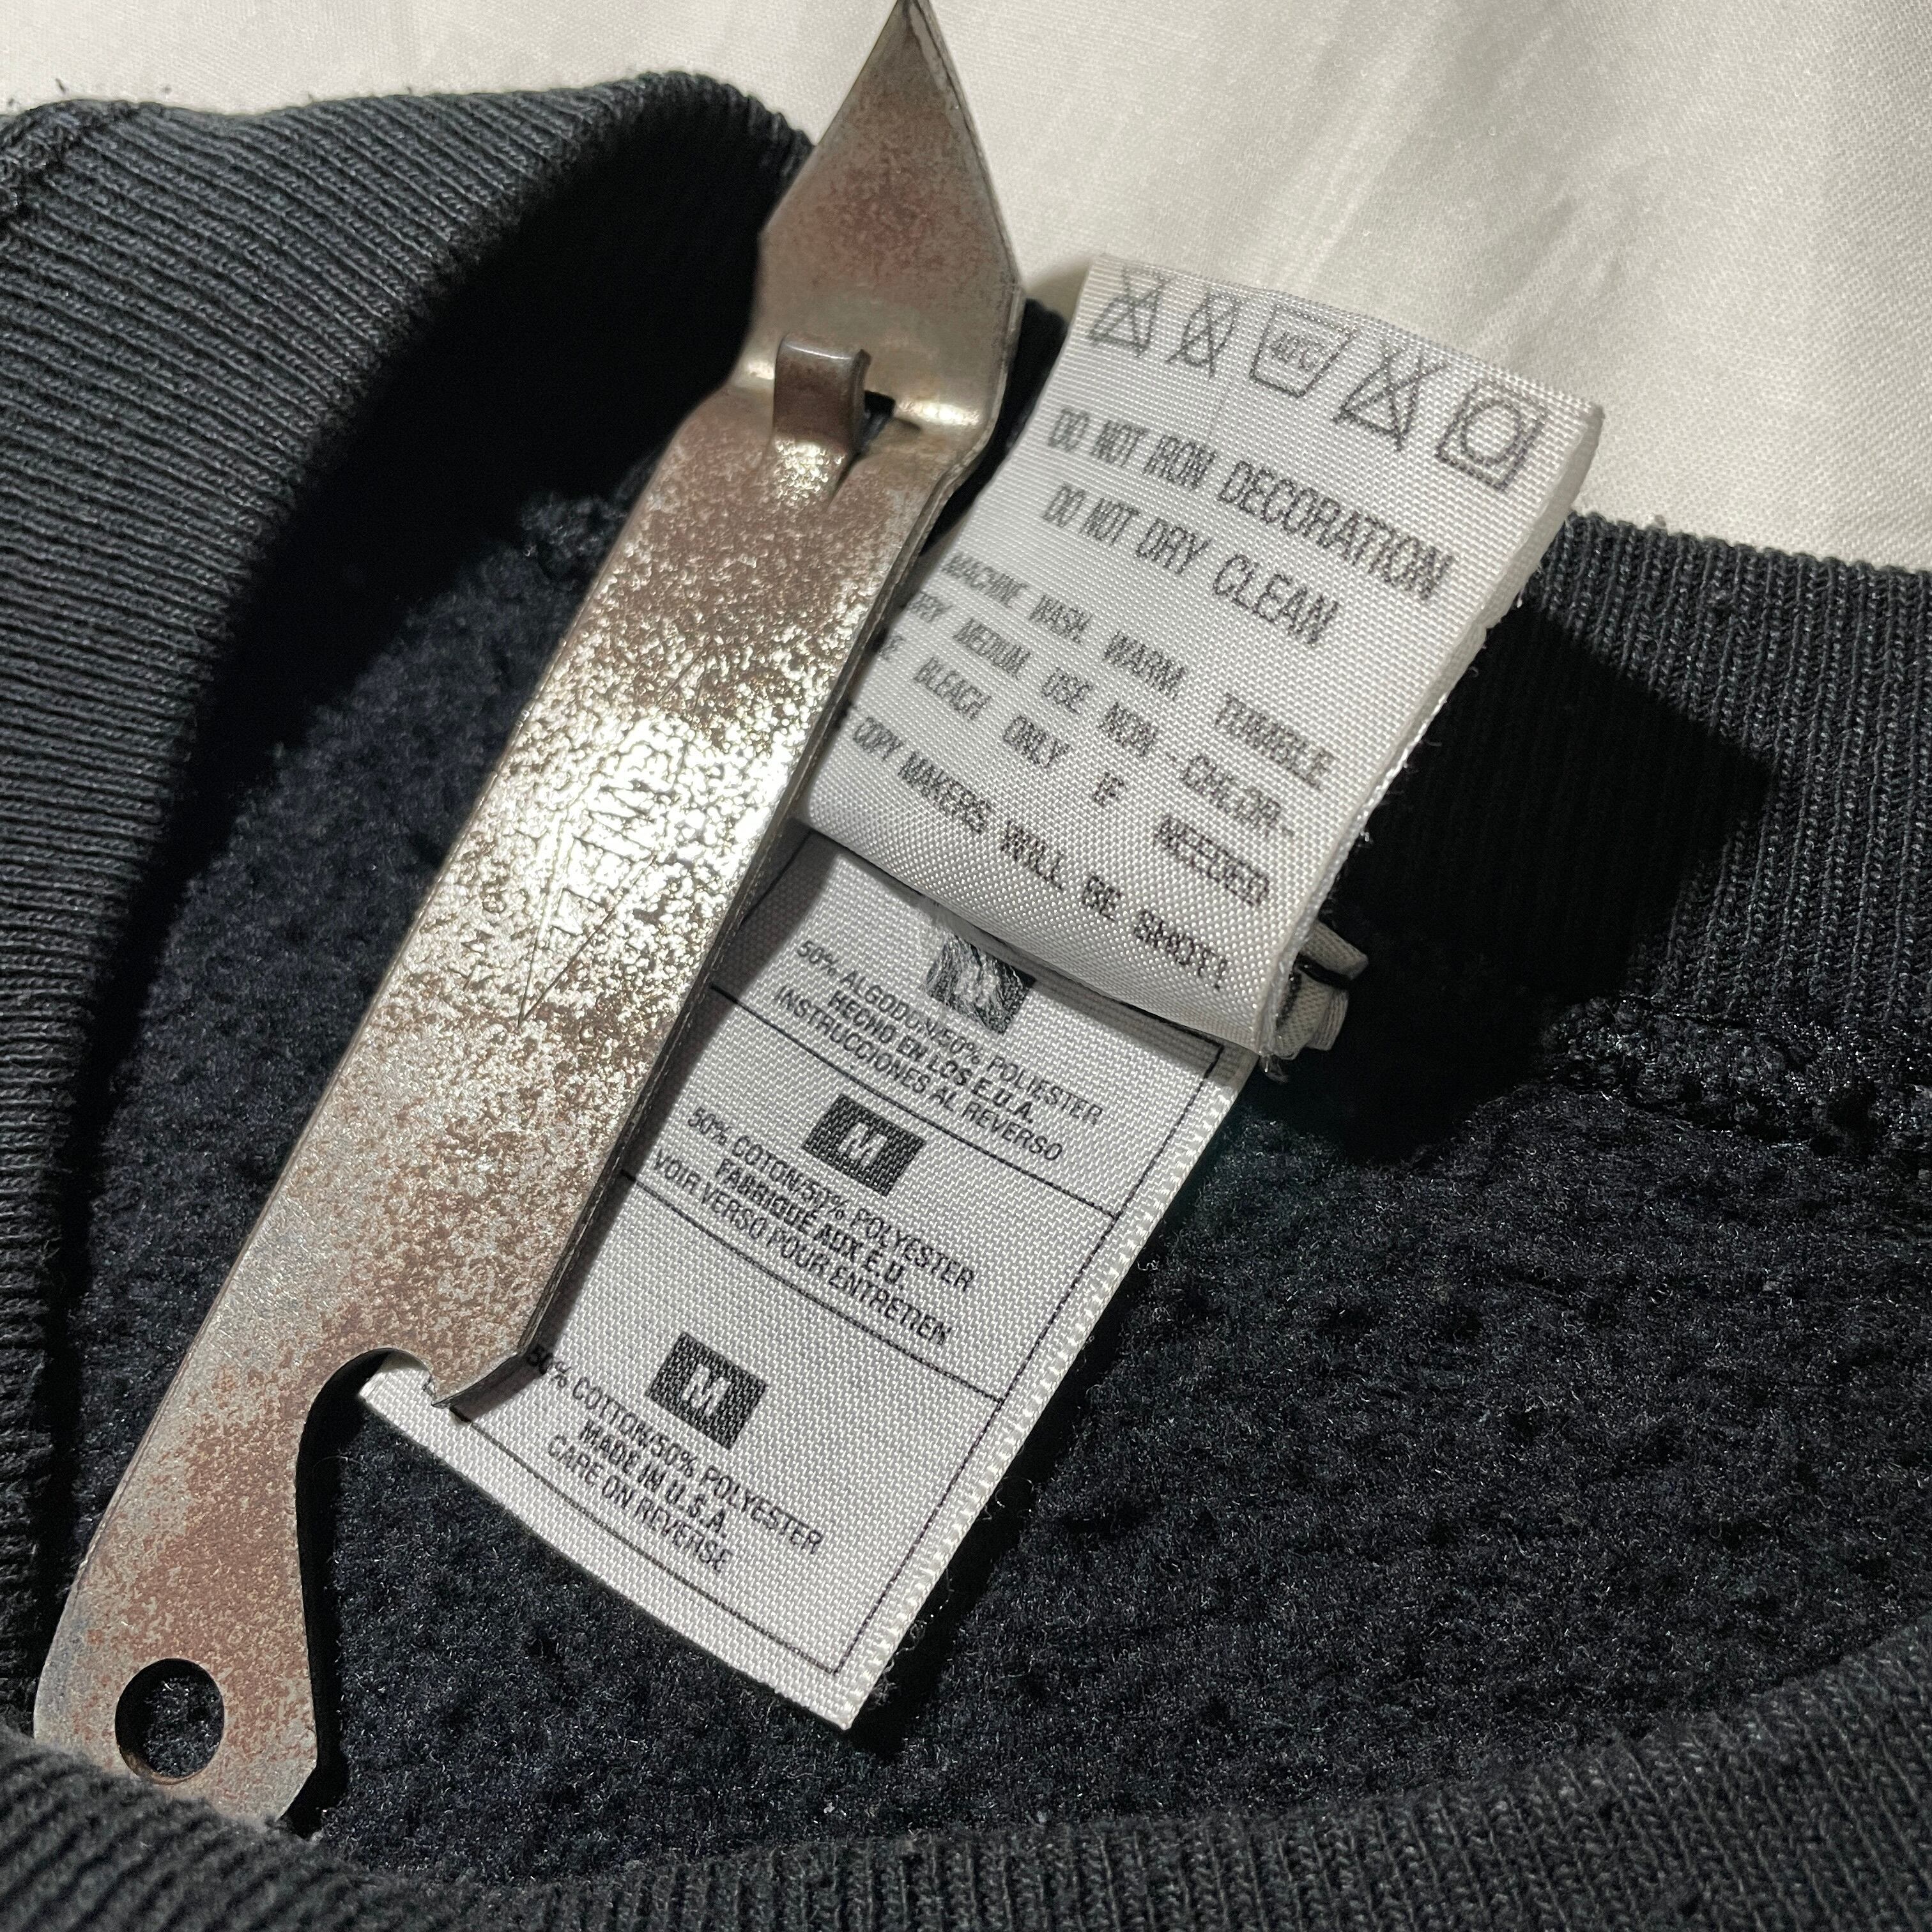 40°C
DO NOT IRON DECORATION
DO NOT DRY CLEAN
MACHINE WASH WARM, TUMBLE
DRY MEDIUM USE NON-CHLOR-
BLEACH ONLY IF NEEDED
COPY MAKERS WILL BE SHOT!
50% ALGODON/50% POLYESTER
HECHO EN LOS E.U.A.
INSTRUCCIONES AL REVERSO
M
50% COTON/50% POLYESTER
FABRIQUÉ AUX É.U.
VOIR VERSO POUR ENTRETIEN
M
50% COTTON/50% POLYESTER
MADE IN U.S.A.
CARE ON REVERSE